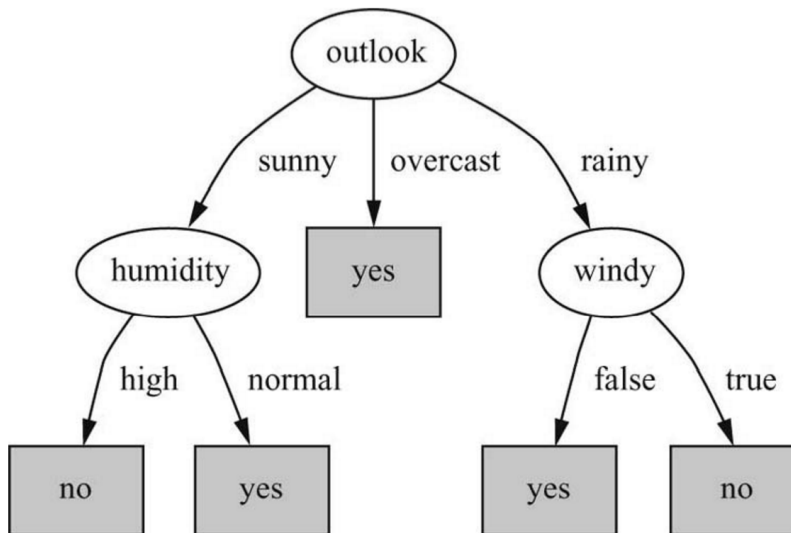 outlook
sunny overcast rainy
humidity yes windy
high normal false true
no yes yes no